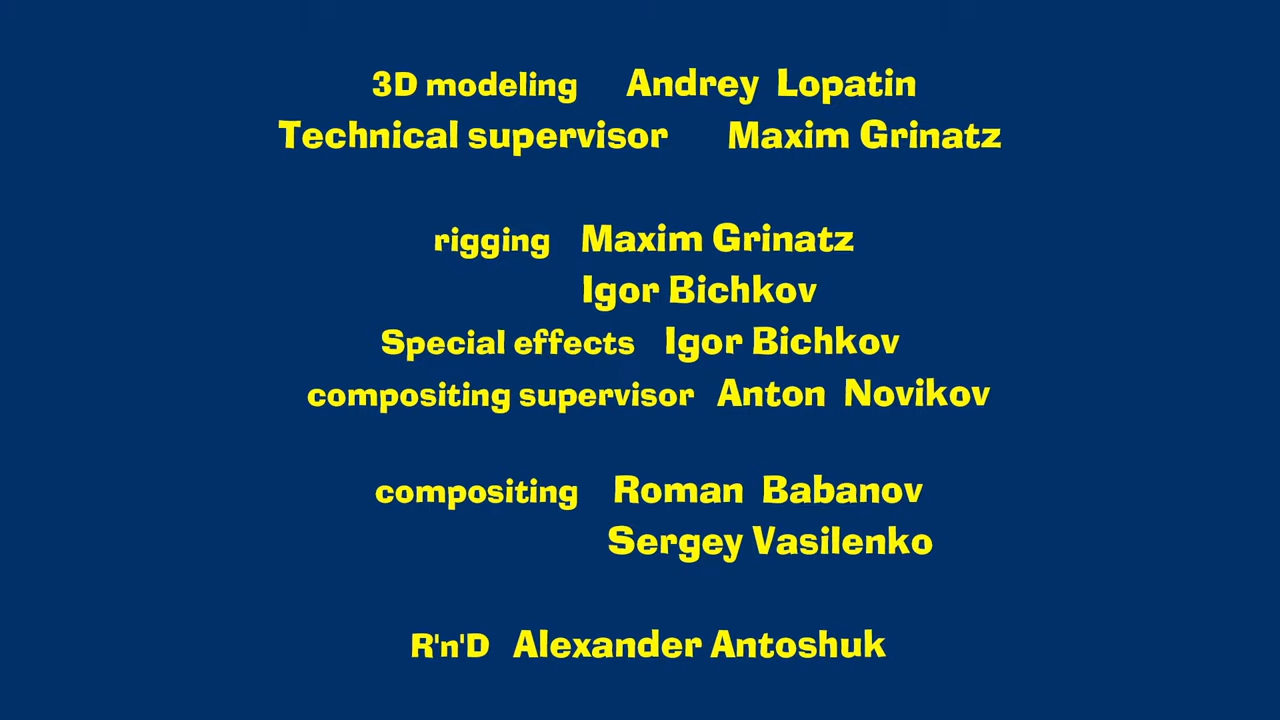 3D modeling Andrey Lopatin
Technical supervisor Maxim Grinatz
rigging Maxim Grinatz
Igor Bichkov
Special effects Igor Bichkov
compositing supervisor Anton Novikov
compositing Roman Babanov
Sergey Vasilenko
R'n'D Alexander Antoshuk